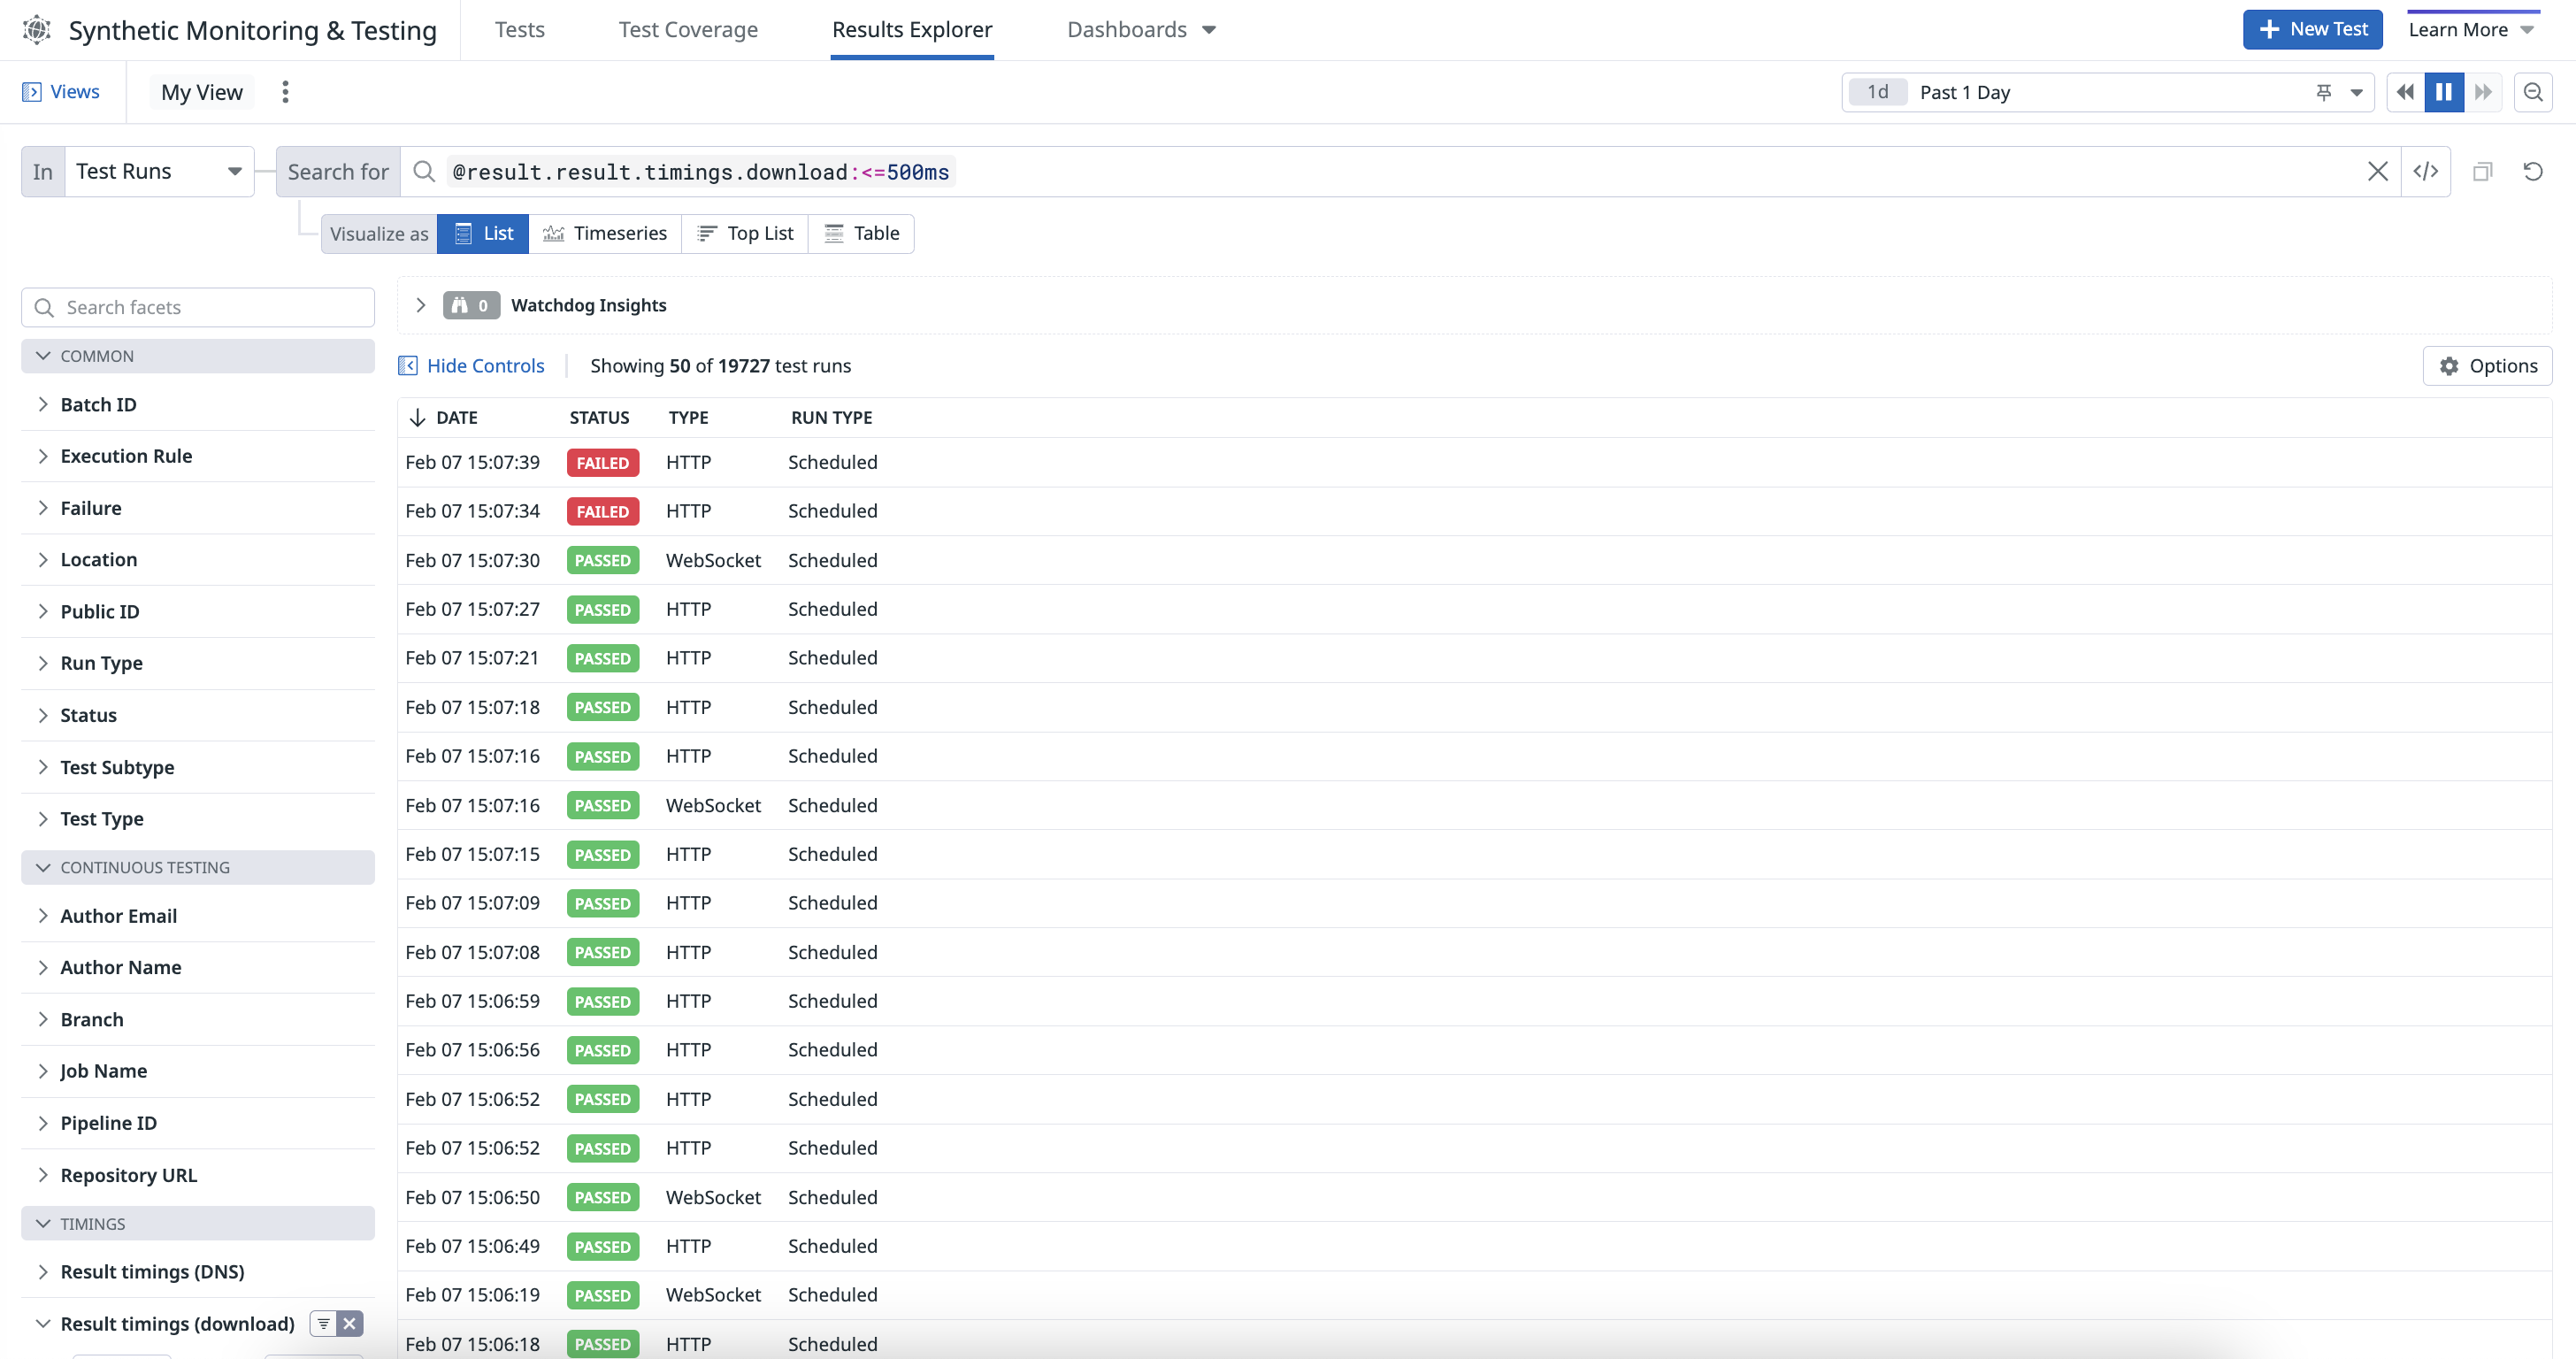 Synthetic Monitoring & Testing Tests Test Coverage Results Explorer Dashboards New Test Learn More
Views My View 1d Past 1 Day
In Test Runs Search for @result.result.timings.download:<=500ms </>
Visualize as List Timeseries Top List Table
Search facets
COMMON
Batch ID
Execution Rule
Failure
Location
Public ID
Run Type
Status
Test Subtype
Test Type
CONTINUOUS TESTING
Author Email
Author Name
Branch
Job Name
Pipeline ID
Repository URL
TIMINGS
Result timings (DNS)
Result timings (download)
0 Watchdog Insights
Hide Controls Showing 50 of 19727 test runs Options
DATE STATUS TYPE RUN TYPE
Feb 07 15:07:39 FAILED HTTP Scheduled
Feb 07 15:07:34 FAILED HTTP Scheduled
Feb 07 15:07:30 PASSED WebSocket Scheduled
Feb 07 15:07:27 PASSED HTTP Scheduled
Feb 07 15:07:21 PASSED HTTP Scheduled
Feb 07 15:07:18 PASSED HTTP Scheduled
Feb 07 15:07:16 PASSED HTTP Scheduled
Feb 07 15:07:16 PASSED WebSocket Scheduled
Feb 07 15:07:15 PASSED HTTP Scheduled
Feb 07 15:07:09 PASSED HTTP Scheduled
Feb 07 15:07:08 PASSED HTTP Scheduled
Feb 07 15:06:59 PASSED HTTP Scheduled
Feb 07 15:06:56 PASSED HTTP Scheduled
Feb 07 15:06:52 PASSED HTTP Scheduled
Feb 07 15:06:52 PASSED HTTP Scheduled
Feb 07 15:06:50 PASSED WebSocket Scheduled
Feb 07 15:06:49 PASSED HTTP Scheduled
Feb 07 15:06:19 PASSED WebSocket Scheduled
Feb 07 15:06:18 PASSED HTTP Scheduled